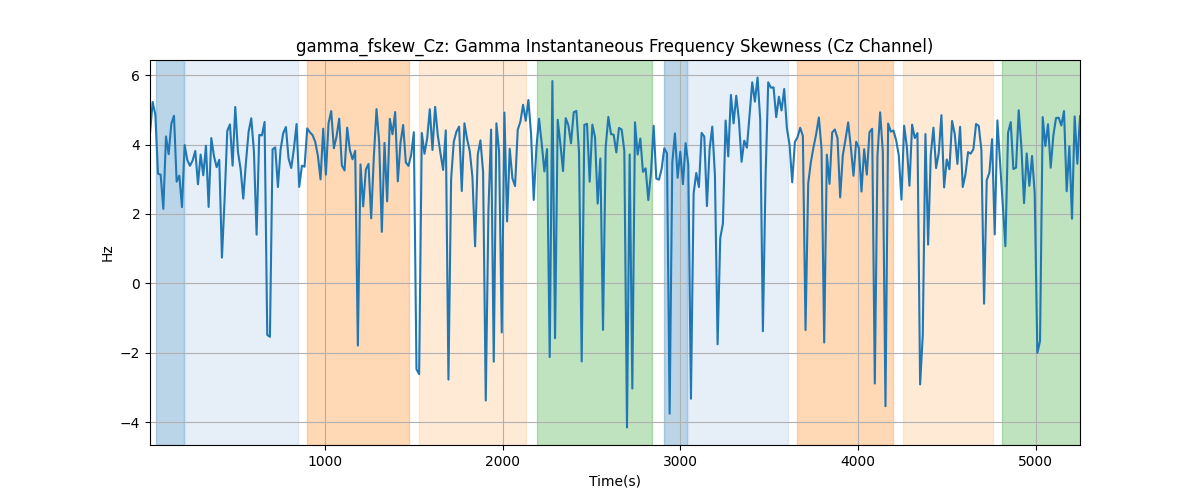 gamma_fskew_Cz: Gamma Instantaneous Frequency Skewness (Cz Channel)
6
4
2
0
−2
−4
Hz
1000 2000 3000 4000 5000
Time(s)